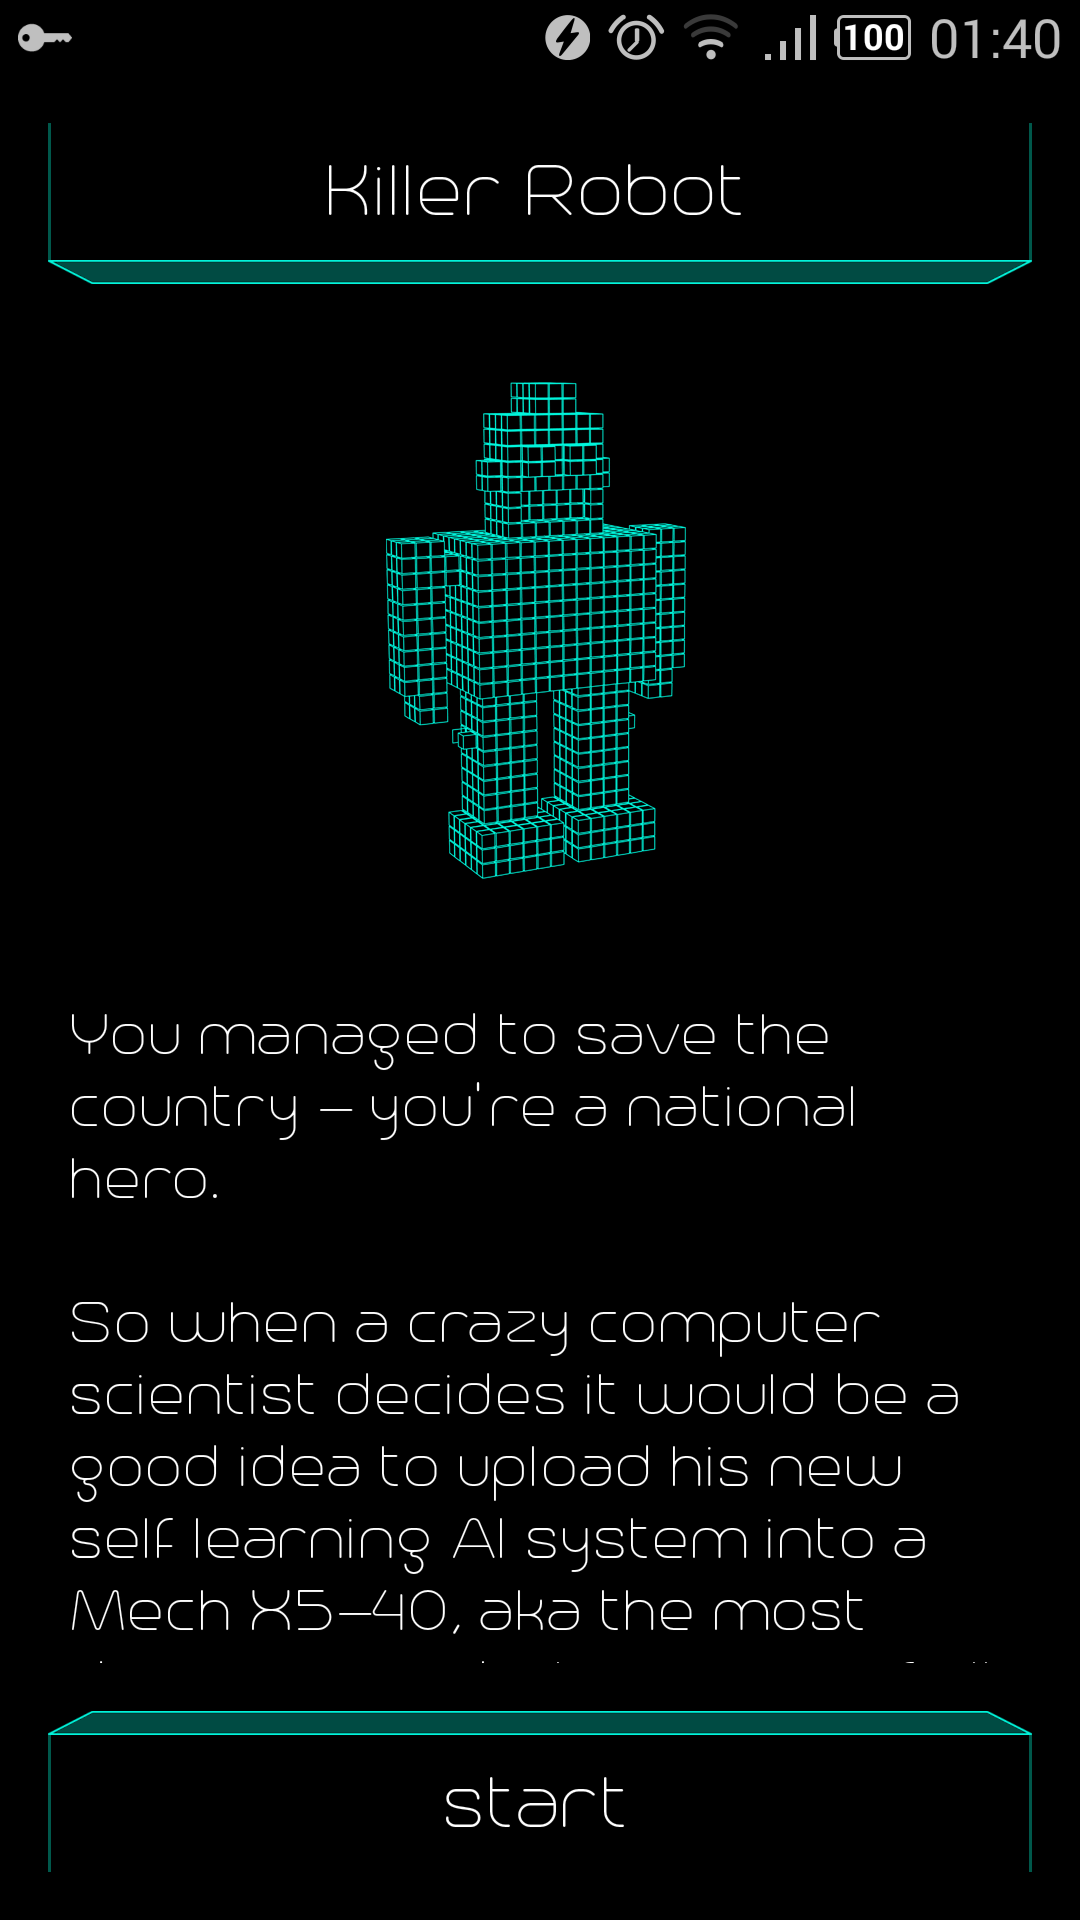 100 01:40
Killer Robot
You managed to save the
country - you're a national
hero.
So when a crazy computer
scientist decides it would be a
good idea to upload his new
self learning AI system into a
Mech X5-40, aka the most
start